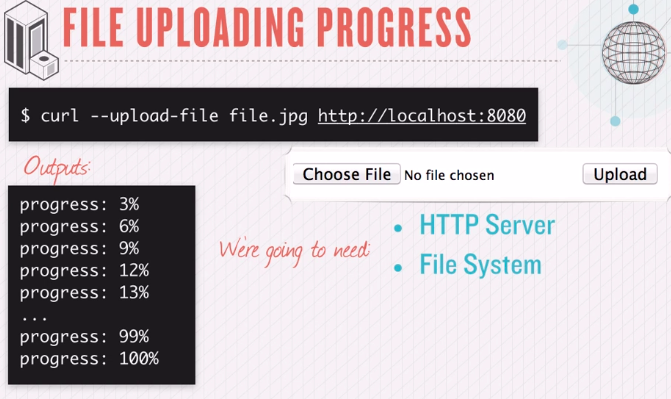 FILE UPLOADING PROGRESS
$ curl --upload-file file.jpg http://localhost:8080
Outputs:
progress: 3%
progress: 6%
progress: 9%
progress: 12%
progress: 13%
...
progress: 99%
progress: 100%
Choose File No file chosen Upload
We're going to need:
• HTTP Server
• File System